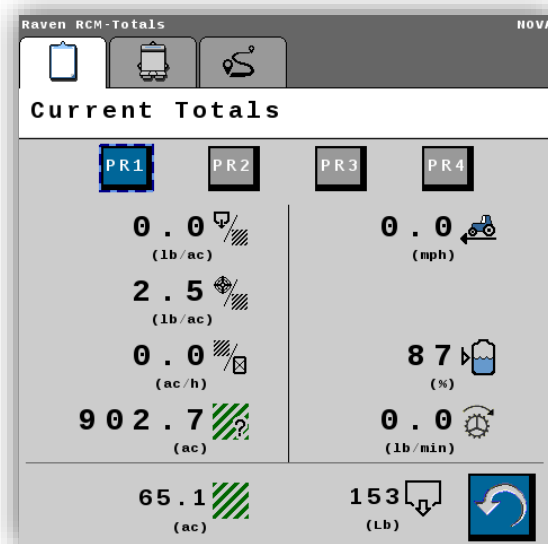 Raven RCM-Totals NOVA
Current Totals
PR1 PR2 PR3 PR4
0.0 0.0
(lb/ac) (mph)
2.5
(lb/ac)
0.0 87
(ac/h) (%)
902.7 ? 0.0
(ac) (lb/min)
65.1 153
(ac) (Lb)